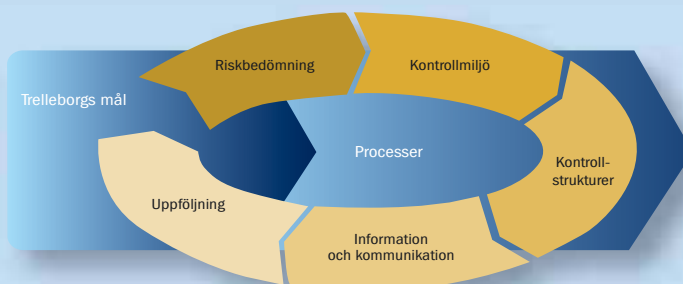 Riskbedömning
Kontrollmiljö
Trelleborgs mål
Processer
Kontroll-
strukturer
Uppföljning
Information
och kommunikation